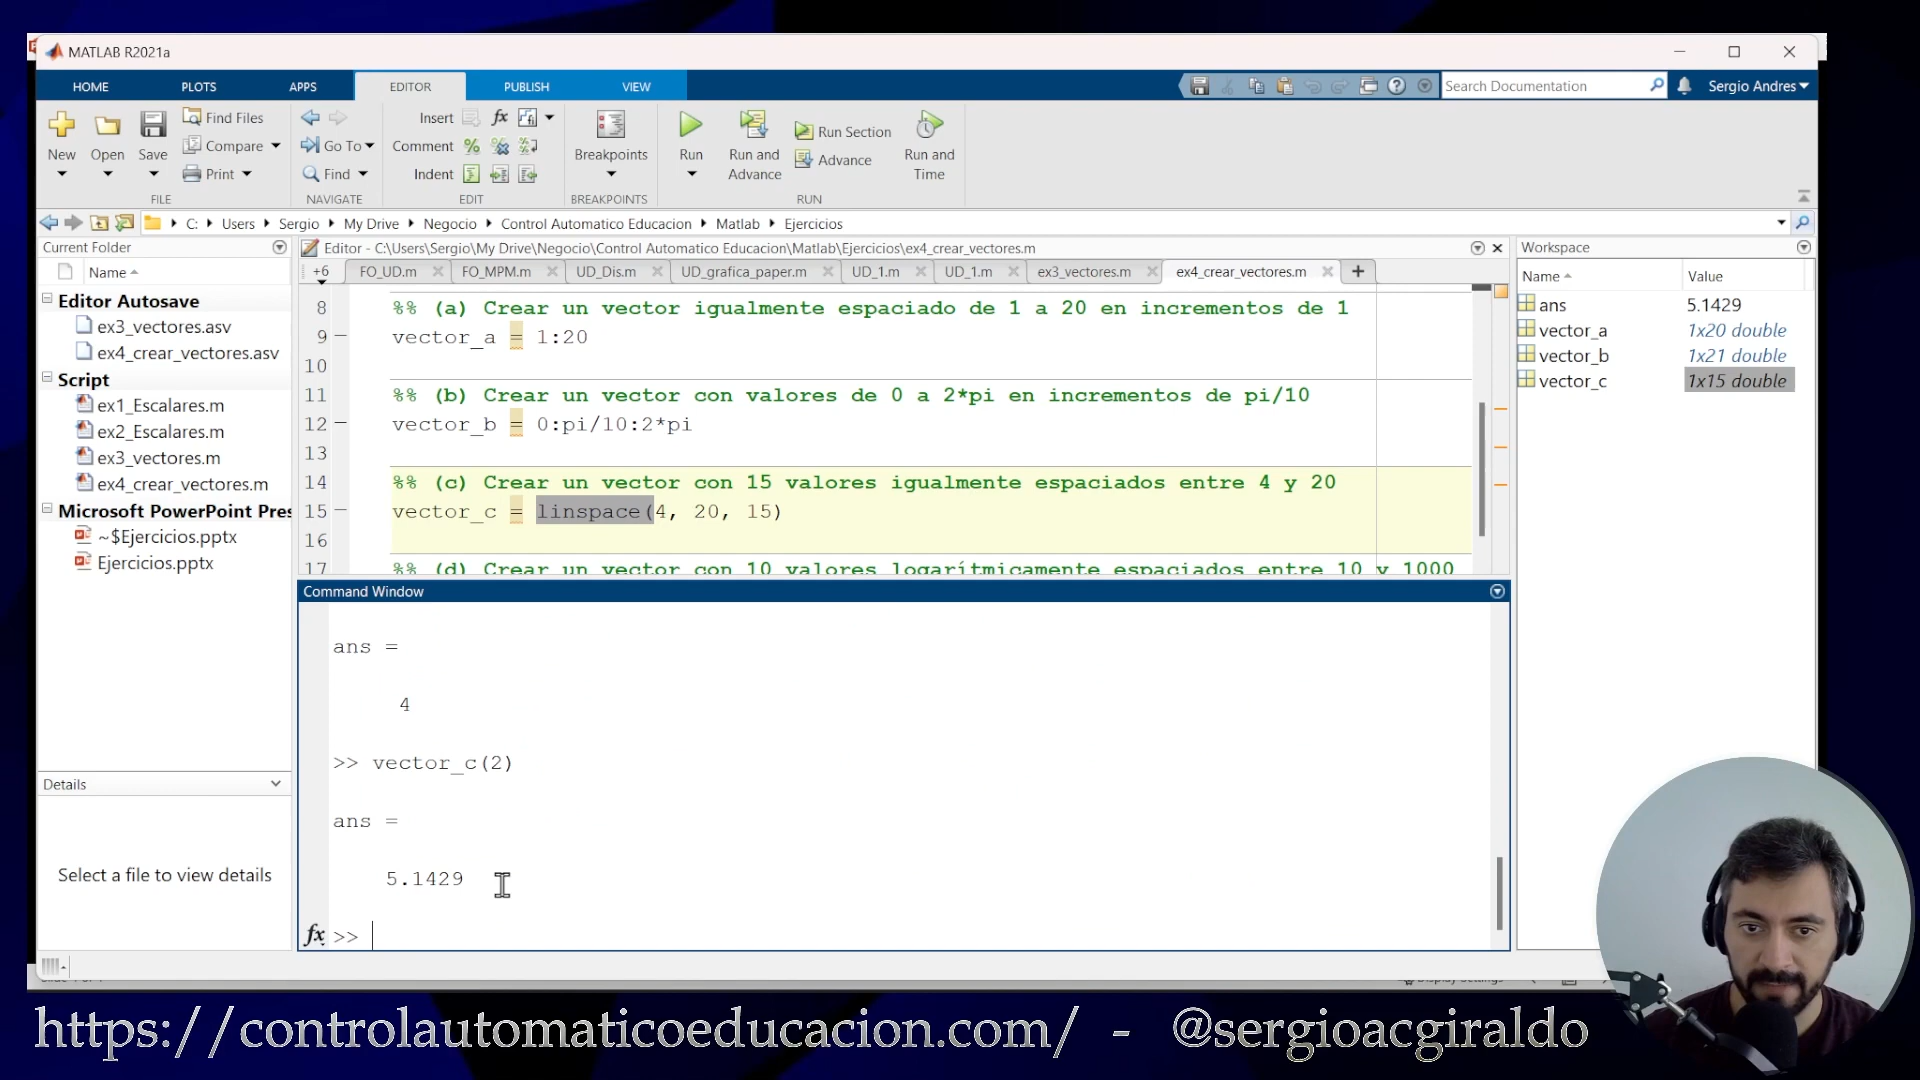 MATLAB R2021a
HOME PLOTS APPS EDITOR PUBLISH VIEW
Search Documentation
Sergio Andres
New Open Save
Find Files
Compare
Print
FILE
Go To
Find
NAVIGATE
Insert
Comment
Indent
EDIT
Breakpoints
BREAKPOINTS
Run
Run and Advance
Run Section
Advance
Run and Time
RUN
C: Users Sergio My Drive Negocio Control Automatico Educacion Matlab Ejercicios
Current Folder
Name
Editor Autosave
ex3_vectores.asv
ex4_crear_vectores.asv
Script
ex1_Escalares.m
ex2_Escalares.m
ex3_vectores.m
ex4_crear_vectores.m
Microsoft PowerPoint Pres
~$Ejercicios.pptx
Ejercicios.pptx
Details
Select a file to view details
Editor - C:\Users\Sergio\My Drive\Negocio\Control Automatico Educacion\Matlab\Ejercicios\ex4_crear_vectores.m
+6 FO_UD.m FO_MPM.m UD_Dis.m UD_grafica_paper.m UD_1.m UD_1.m ex3_vectores.m ex4_crear_vectores.m
8 %% (a) Crear un vector igualmente espaciado de 1 a 20 en incrementos de 1
9 vector_a = 1:20
10
11 %% (b) Crear un vector con valores de 0 a 2*pi en incrementos de pi/10
12 vector_b = 0:pi/10:2*pi
13
14 %% (c) Crear un vector con 15 valores igualmente espaciados entre 4 y 20
15 vector_c = linspace(4, 20, 15)
16
17 %% (d) Crear un vector con 10 valores logarítmicamente espaciados entre 10 y 1000
Command Window
ans =
4
>> vector_c(2)
ans =
5.1429
fx >>
Workspace
Name Value
ans 5.1429
vector_a 1x20 double
vector_b 1x21 double
vector_c 1x15 double
https://controlautomaticoeducacion.com/ - @sergioacgiraldo